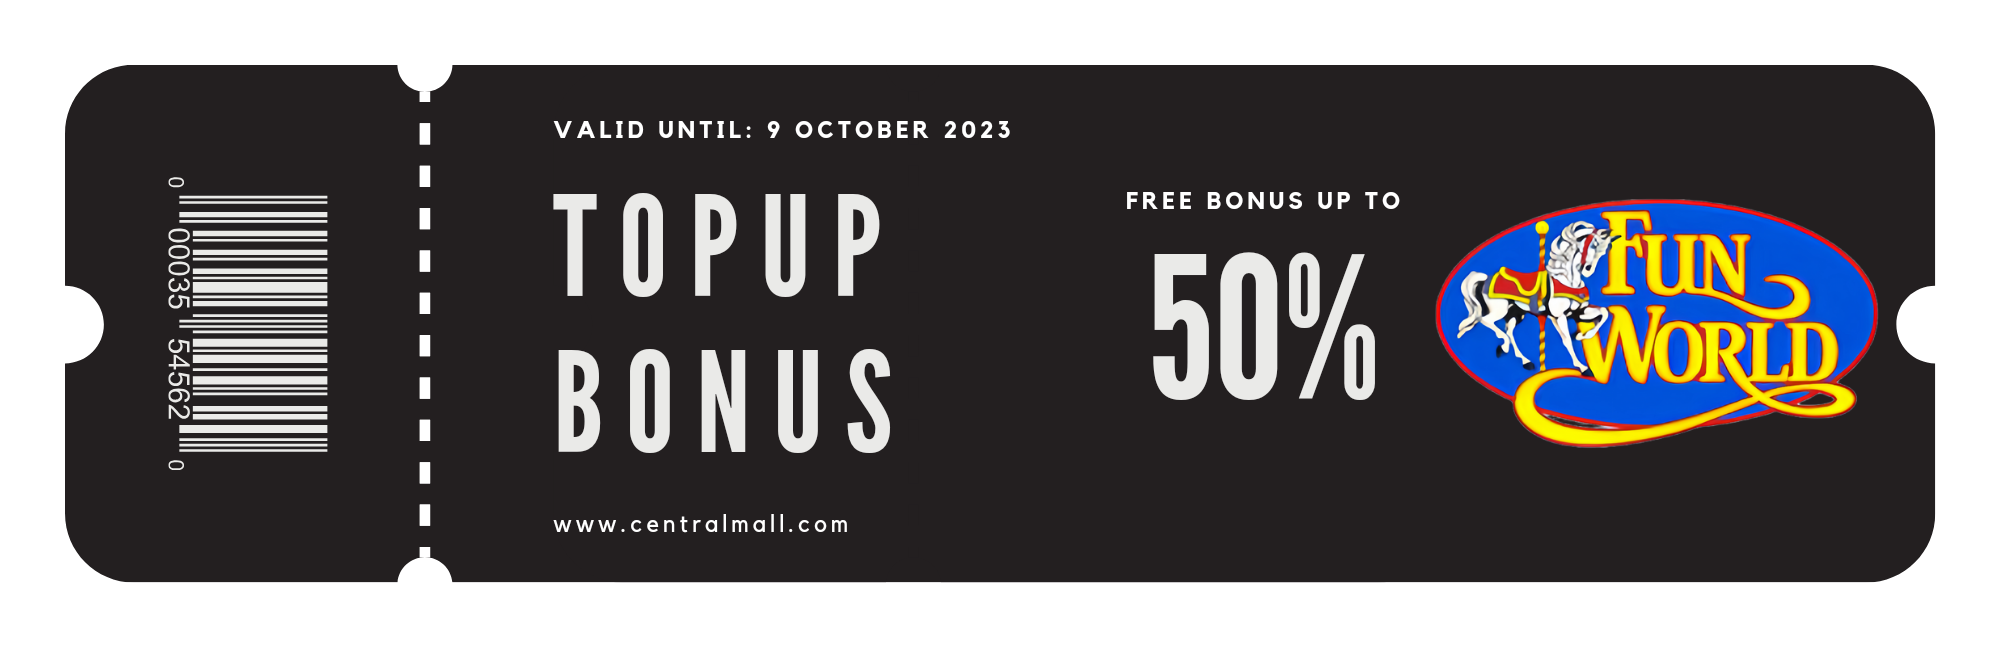 0 00035 54562 0
VALID UNTIL: 9 OCTOBER 2023
TOPUP
BONUS
www.centralmall.com
FREE BONUS UP TO
50%
FUN
WORLD